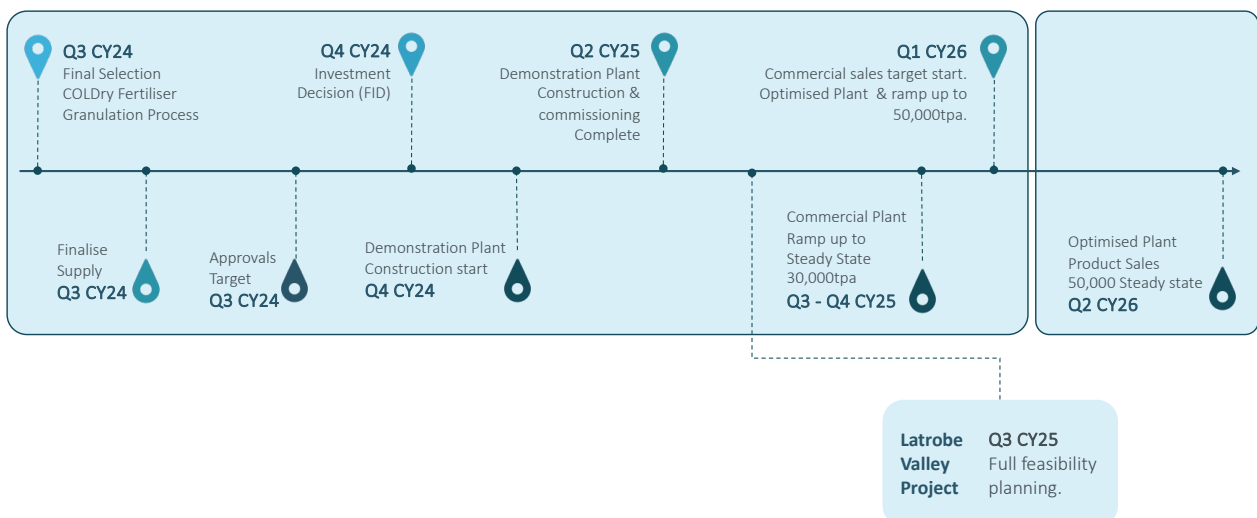 Q3 CY24
Final Selection
COLDry Fertiliser
Granulation Process
Q4 CY24
Investment
Decision (FID)
Q2 CY25
Demonstration Plant
Construction &
commissioning
Complete
Q1 CY26
Commercial sales target start.
Optimised Plant & ramp up to
50,000tpa.
Finalise
Supply
Q3 CY24
Approvals
Target
Q3 CY24
Demonstration Plant
Construction start
Q4 CY24
Commercial Plant
Ramp up to
Steady State
30,000tpa
Q3 - Q4 CY25
Optimised Plant
Product Sales
50,000 Steady state
Q2 CY26
Latrobe
Valley
Project
Q3 CY25
Full feasibility
planning.